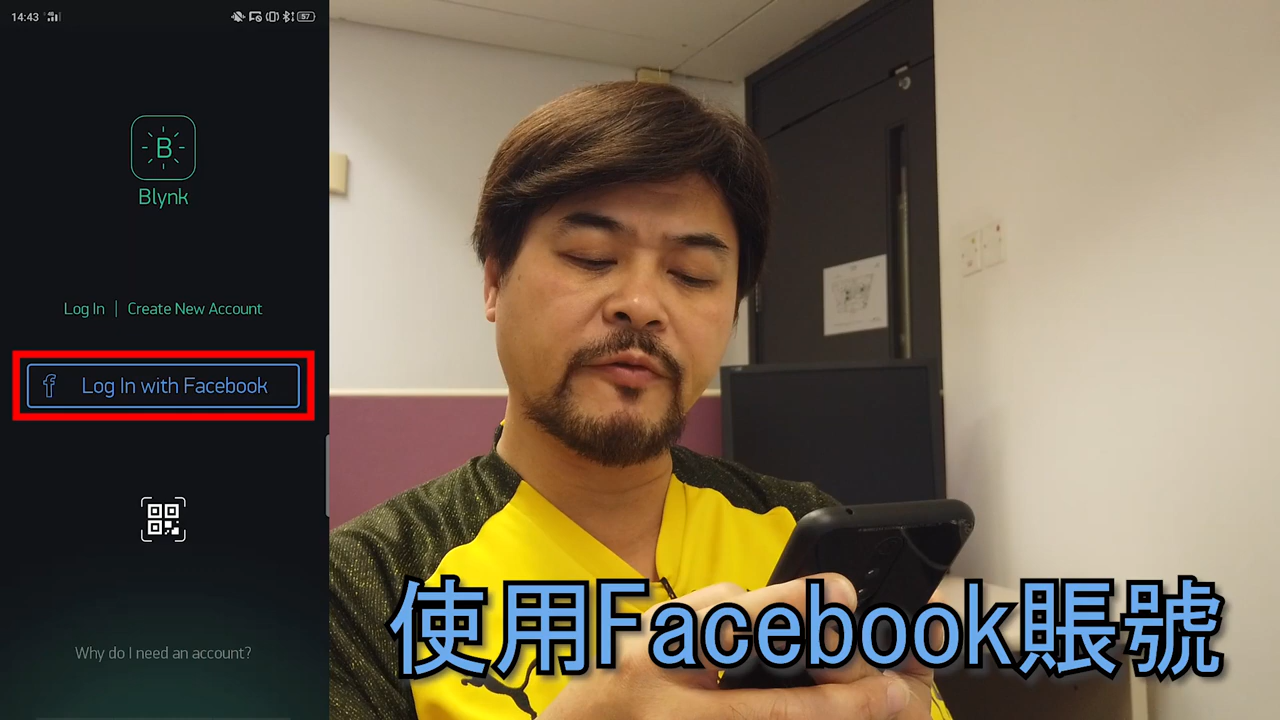 14:43
57
B
Blynk
Log In | Create New Account
f Log In with Facebook
Why do I need an account?
使用Facebook賬號